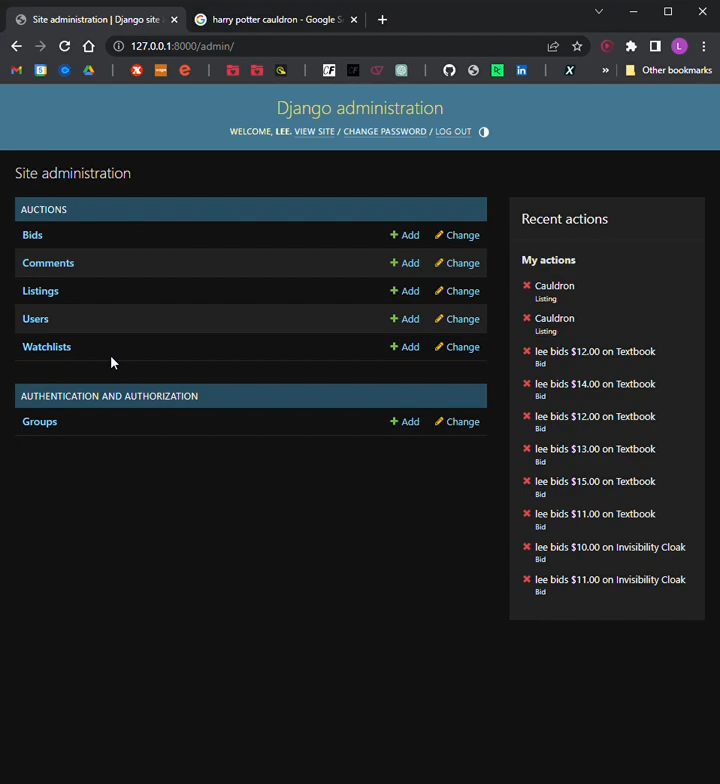 Site administration | Django site
harry potter cauldron - Google S
127.0.0.1:8000/admin/
Other bookmarks
Django administration
WELCOME, LEE. VIEW SITE / CHANGE PASSWORD / LOG OUT
Site administration
AUCTIONS
Bids Add Change
Comments Add Change
Listings Add Change
Users Add Change
Watchlists Add Change
AUTHENTICATION AND AUTHORIZATION
Groups Add Change
Recent actions
My actions
Cauldron
Listing
Cauldron
Listing
lee bids $12.00 on Textbook
Bid
lee bids $14.00 on Textbook
Bid
lee bids $12.00 on Textbook
Bid
lee bids $13.00 on Textbook
Bid
lee bids $15.00 on Textbook
Bid
lee bids $11.00 on Textbook
Bid
lee bids $10.00 on Invisibility Cloak
Bid
lee bids $11.00 on Invisibility Cloak
Bid